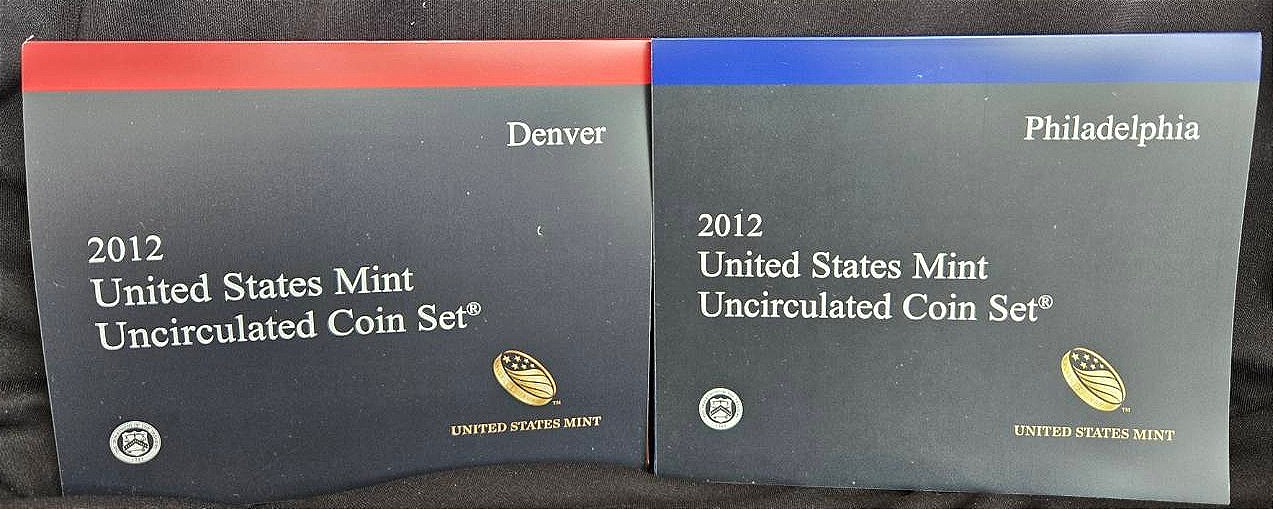 Denver
2012
United States Mint
Uncirculated Coin Set®
UNITED STATES MINT
Philadelphia
2012
United States Mint
Uncirculated Coin Set®
UNITED STATES MINT